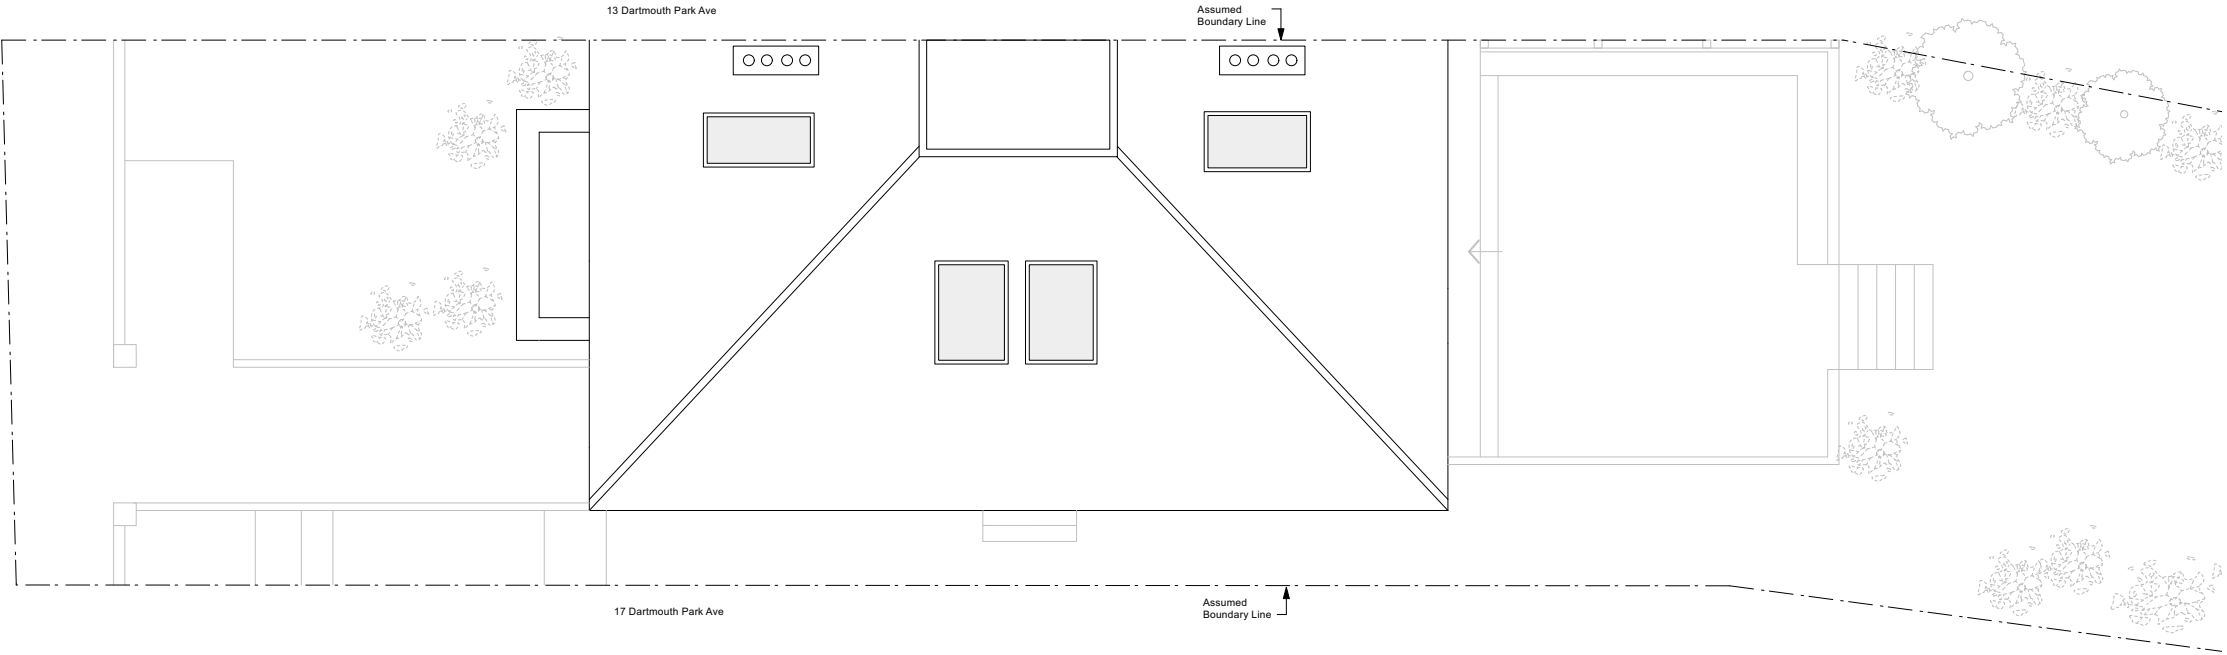 13 Dartmouth Park Ave
Assumed
Boundary Line
17 Dartmouth Park Ave
Assumed
Boundary Line